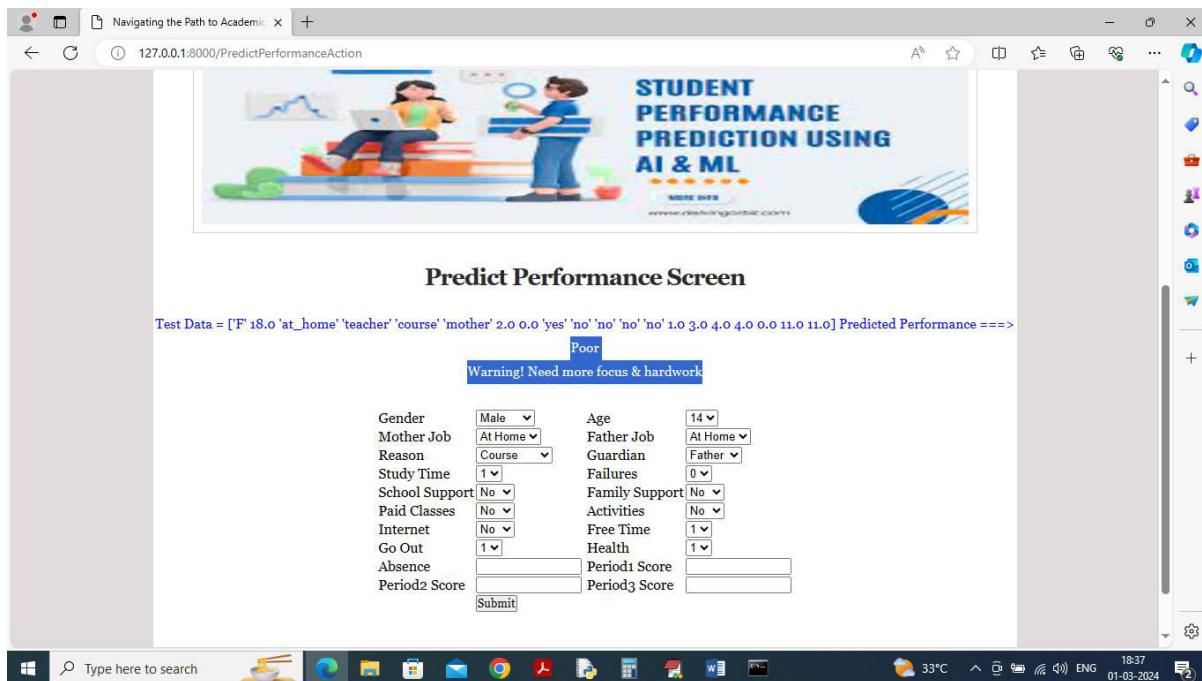 Navigating the Path to Academic
127.0.0.1:8000/PredictPerformanceAction
STUDENT
PERFORMANCE
PREDICTION USING
AI & ML
MORE INFO
Predict Performance Screen
Test Data = ['F' 18.0 'at_home' 'teacher' 'course' 'mother' 2.0 0.0 'yes' 'no' 'no' 'no' 'no' 1.0 3.0 4.0 4.0 0.0 11.0 11.0] Predicted Performance ===>
Poor
Warning! Need more focus & hardwork
Gender Male Age 14
Mother Job At Home Father Job At Home
Reason Course Guardian Father
Study Time 1 Failures 0
School Support No Family Support No
Paid Classes No Activities No
Internet No Free Time 1
Go Out 1 Health 1
Absence Period1 Score
Period2 Score Period3 Score
Submit
Type here to search
33°C ENG 18:37
01-03-2024